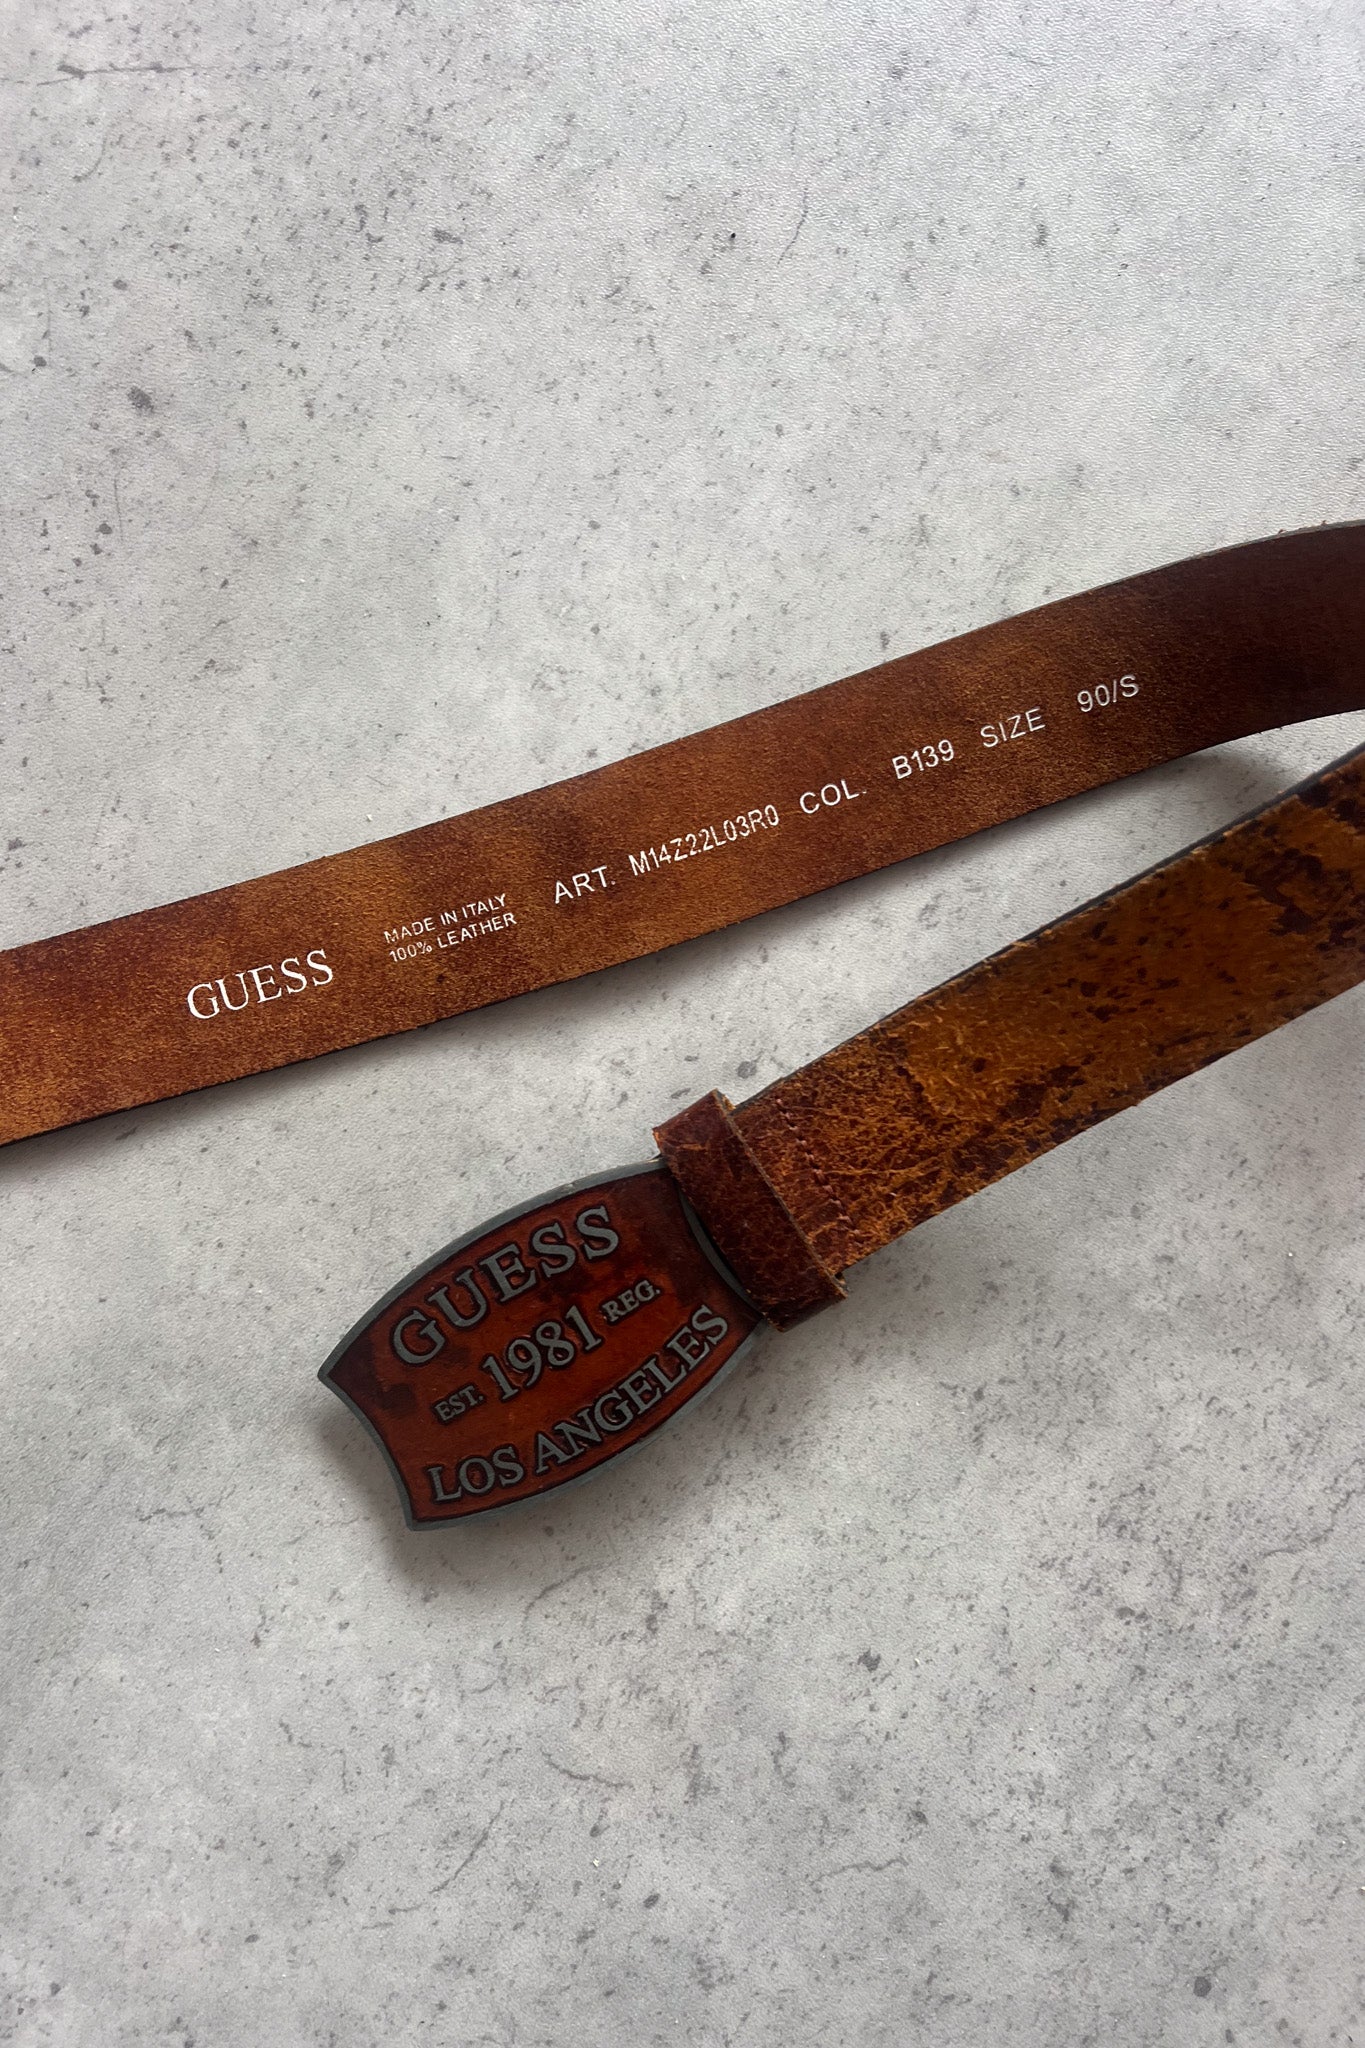 GUESS
MADE IN ITALY
100% LEATHER
ART. M14Z22L03R0 COL. B139 SIZE 90/S
GUESS
EST. 1981 REG.
LOS ANGELES